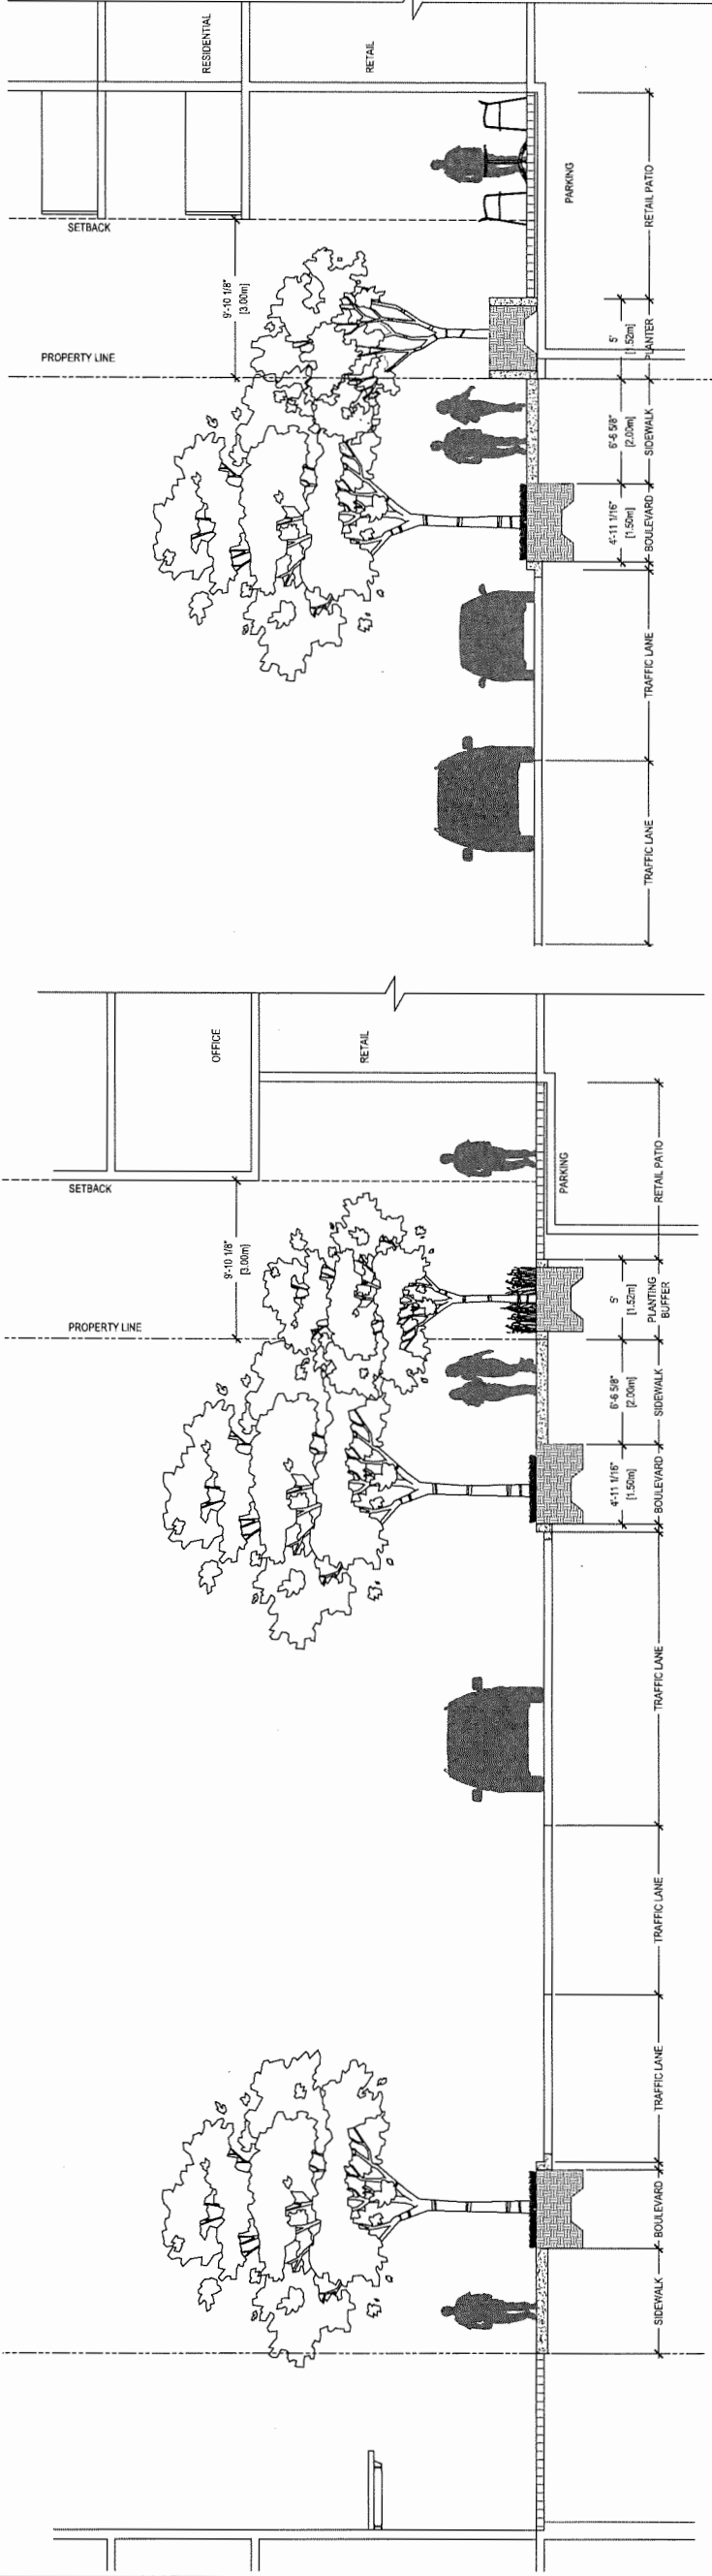 RESIDENTIAL
RETAIL
SETBACK
9'-10 1/8"
[3.00m]
PROPERTY LINE
PARKING
RETAIL PATIO
5'
[1.52m]
PLANTER
6'-6 5/8"
[2.00m]
SIDEWALK
4'-11 1/16"
[1.50m]
BOULEVARD
TRAFFIC LANE
TRAFFIC LANE
OFFICE
RETAIL
SETBACK
9'-10 1/8"
[3.00m]
PROPERTY LINE
PARKING
RETAIL PATIO
5'
[1.52m]
PLANTING
BUFFER
6'-6 5/8"
[2.00m]
SIDEWALK
4'-11 1/16"
[1.50m]
BOULEVARD
TRAFFIC LANE
TRAFFIC LANE
TRAFFIC LANE
BOULEVARD
SIDEWALK